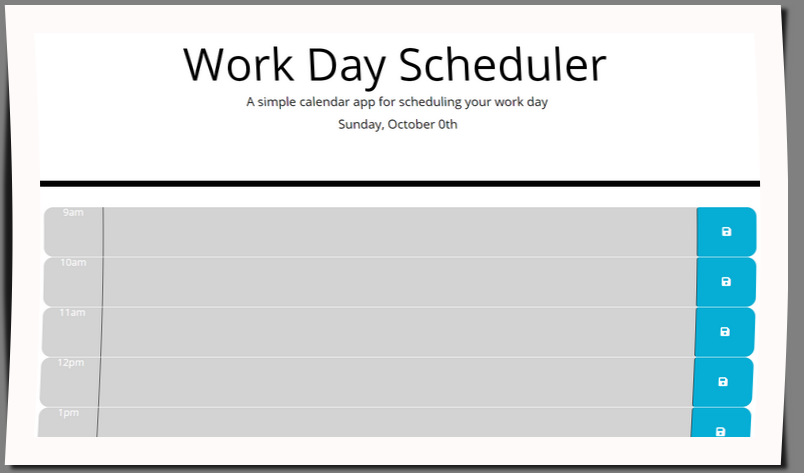 Work Day Scheduler
A simple calendar app for scheduling your work day
Sunday, October 0th
9am
10am
11am
12pm
1pm